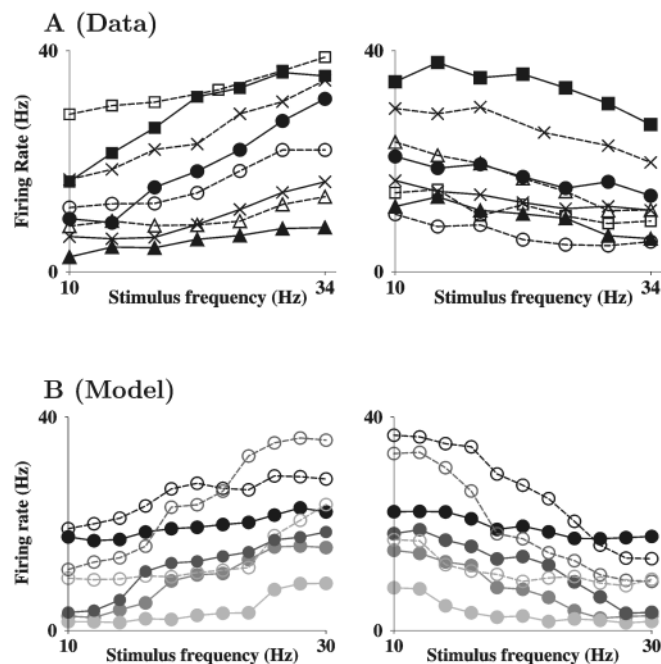 A (Data)
40
Firing Rate (Hz)
0
10
Stimulus frequency (Hz)
34
40
0
10
Stimulus frequency (Hz)
34
B (Model)
40
Firing rate (Hz)
0
10
Stimulus frequency (Hz)
30
40
0
10
Stimulus frequency (Hz)
30